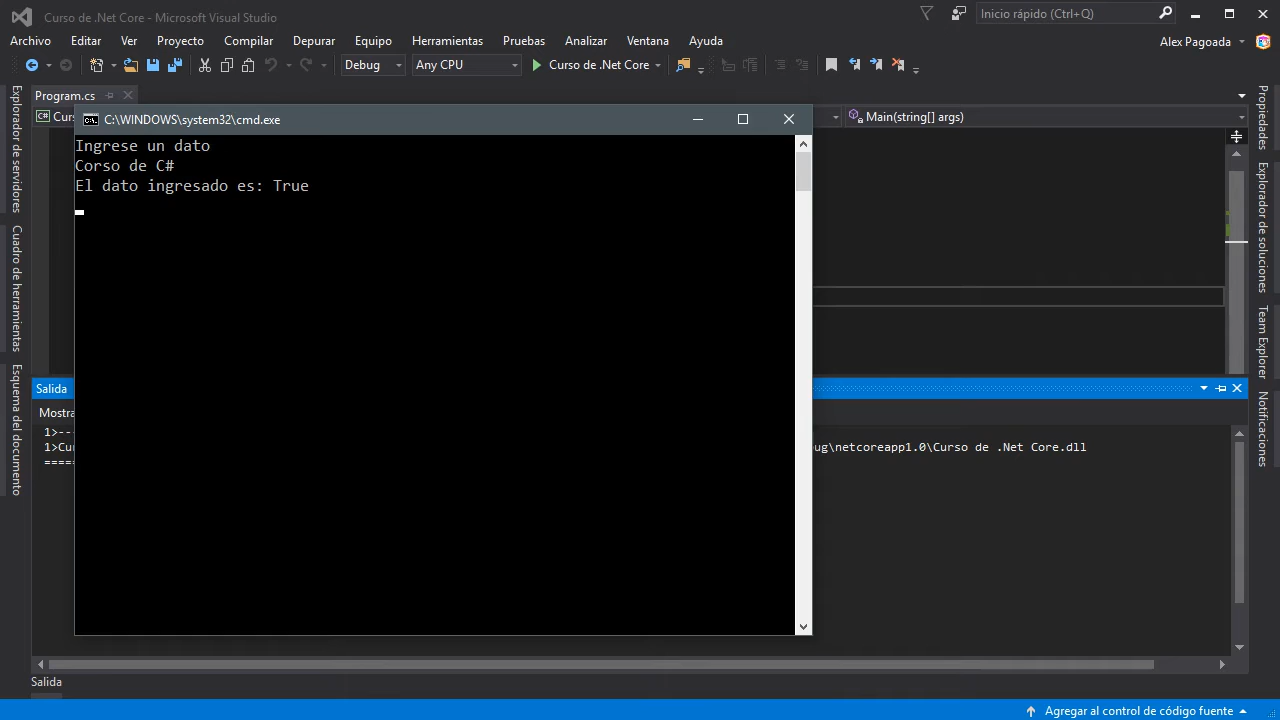 Curso de .Net Core - Microsoft Visual Studio
Inicio rápido (Ctrl+Q)
Archivo Editar Ver Proyecto Compilar Depurar Equipo Herramientas Pruebas Analizar Ventana Ayuda
Alex Pagoada
Debug Any CPU Curso de .Net Core
Program.cs
Main(string[] args)
C:\WINDOWS\system32\cmd.exe
Ingrese un dato
Corso de C#
El dato ingresado es: True
Explorador de servidores
Cuadro de herramientas
Esquema del documento
Propiedades
Explorador de soluciones
Team Explorer
Notificaciones
Salida
Mostra
1>--
1>Cu
ug\netcoreapp1.0\Curso de .Net Core.dll
====
Salida
Agregar al control de código fuente